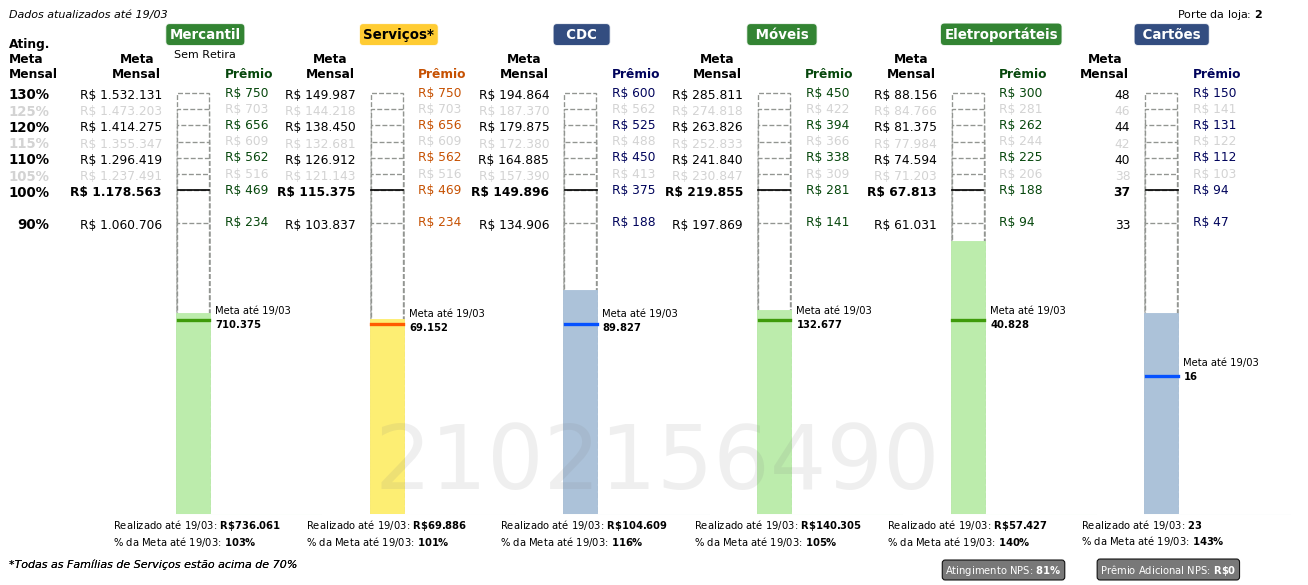 Dados atualizados até 19/03 Porte da loja: 2
Mercantil Serviços* CDC Móveis Eletroportáteis Cartões
Ating. Sem Retira
Meta Meta Meta Meta Meta Meta Meta
Mensal Mensal Prêmio Mensal Prêmio Mensal Prêmio Mensal Prêmio Mensal Prêmio Mensal Prêmio
130% R$ 1.532.131 R$ 750 R$ 149.987 R$ 750 R$ 194.864 R$ 600 R$ 285.811 R$ 450 R$ 88.156 R$ 300 48 R$ 150
125% R$ 1.473.203 R$ 703 R$ 144.218 R$ 703 R$ 187.370 R$ 562 R$ 274.818 R$ 422 R$ 84.766 R$ 281 46 R$ 141
120% R$ 1.414.275 R$ 656 R$ 138.450 R$ 656 R$ 179.875 R$ 525 R$ 263.826 R$ 394 R$ 81.375 R$ 262 44 R$ 131
115% R$ 1.355.347 R$ 609 R$ 132.681 R$ 609 R$ 172.380 R$ 488 R$ 252.833 R$ 366 R$ 77.984 R$ 244 42 R$ 122
110% R$ 1.296.419 R$ 562 R$ 126.912 R$ 562 R$ 164.885 R$ 450 R$ 241.840 R$ 338 R$ 74.594 R$ 225 40 R$ 112
105% R$ 1.237.491 R$ 516 R$ 121.143 R$ 516 R$ 157.390 R$ 413 R$ 230.847 R$ 309 R$ 71.203 R$ 206 38 R$ 103
100% R$ 1.178.563 R$ 469 R$ 115.375 R$ 469 R$ 149.896 R$ 375 R$ 219.855 R$ 281 R$ 67.813 R$ 188 37 R$ 94
90% R$ 1.060.706 R$ 234 R$ 103.837 R$ 234 R$ 134.906 R$ 188 R$ 197.869 R$ 141 R$ 61.031 R$ 94 33 R$ 47
Meta até 19/03 Meta até 19/03 Meta até 19/03 Meta até 19/03 Meta até 19/03
710.375 69.152 89.827 132.677 40.828
Meta até 19/03
16
2102156490
Realizado até 19/03: R$736.061 Realizado até 19/03: R$69.886 Realizado até 19/03: R$104.609 Realizado até 19/03: R$140.305 Realizado até 19/03: R$57.427 Realizado até 19/03: 23
% da Meta até 19/03: 103% % da Meta até 19/03: 101% % da Meta até 19/03: 116% % da Meta até 19/03: 105% % da Meta até 19/03: 140% % da Meta até 19/03: 143%
*Todas as Famílias de Serviços estão acima de 70% Atingimento NPS: 81% Prêmio Adicional NPS: R$0